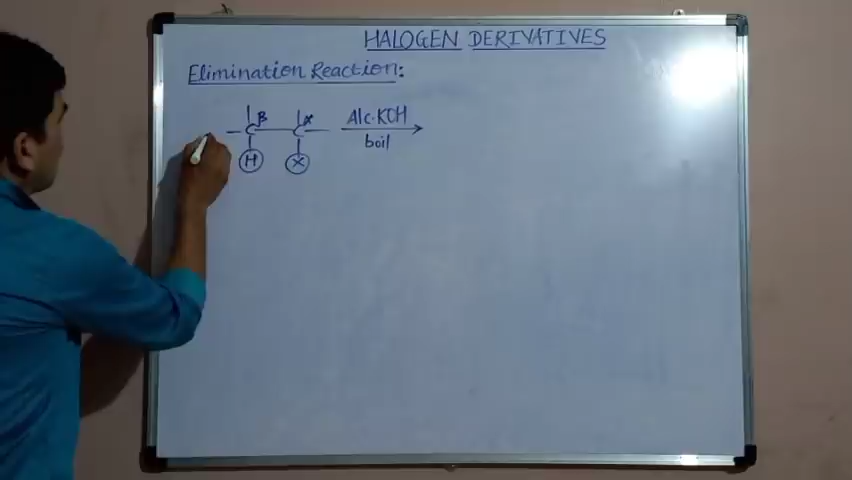 HALOGEN DERIVATIVES
Elimination Reaction:
β α Alc.KOH
C C boil
H X